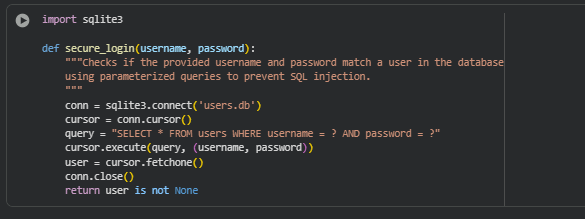 import sqlite3

def secure_login(username, password):
    """Checks if the provided username and password match a user in the database
    using parameterized queries to prevent SQL injection.
    """
    conn = sqlite3.connect('users.db')
    cursor = conn.cursor()
    query = "SELECT * FROM users WHERE username = ? AND password = ?"
    cursor.execute(query, (username, password))
    user = cursor.fetchone()
    conn.close()
    return user is not None